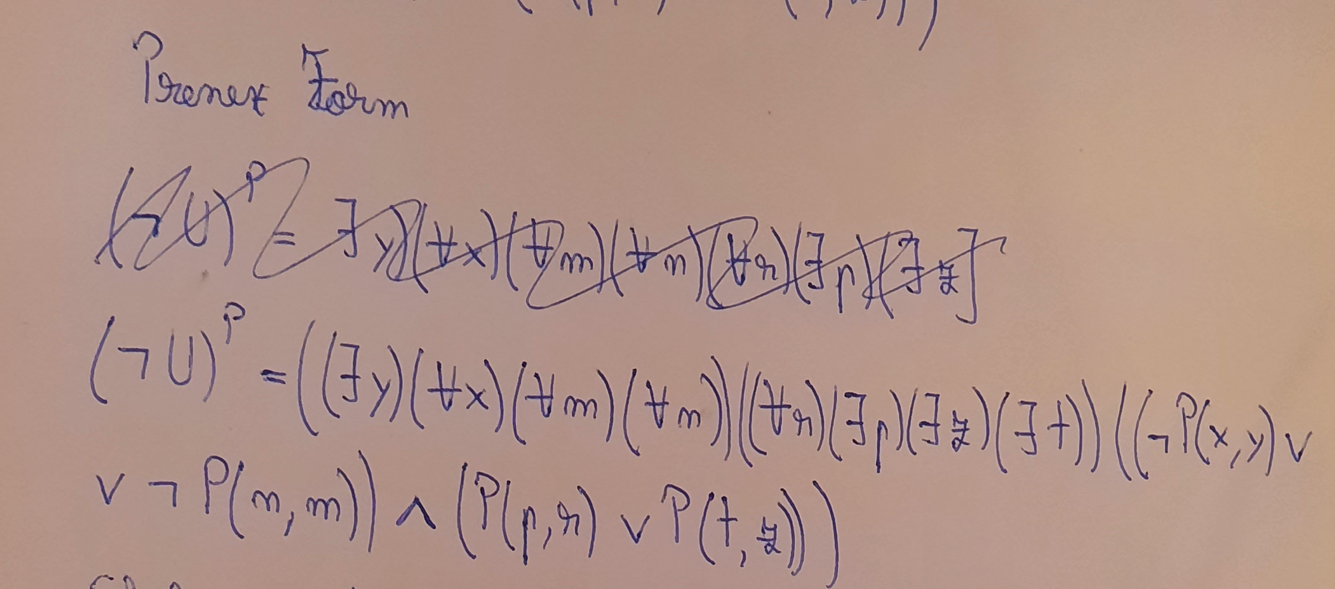 Prenex Form
(¬U)ᴾ = ∃y)(∀x)(∀m)(∀n)(∀r)(∃p)(∃z]
(¬U)ᴾ = ((∃y)(∀x)(∀m)(∀n))((∀r)(∃p)(∃z)(∃t))((¬P(x,y) ∨
∨ ¬P(n,m)) ∧ (P(p,r) ∨ P(t,z)))